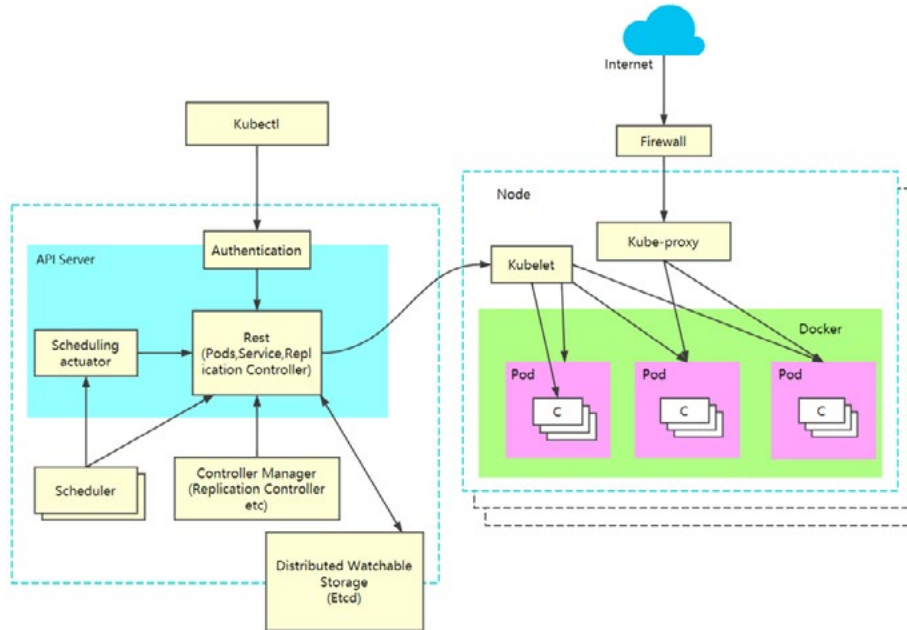 Internet
Kubectl
Firewall
Node
Authentication
Kube-proxy
API Server
Kubelet
Rest
(Pods,Service,Repl
ication Controller)
Scheduling
actuator
Docker
Pod
Pod
Pod
C
C
C
Scheduler
Controller Manager
(Replication Controller
etc)
Distributed Watchable
Storage
(Etcd)